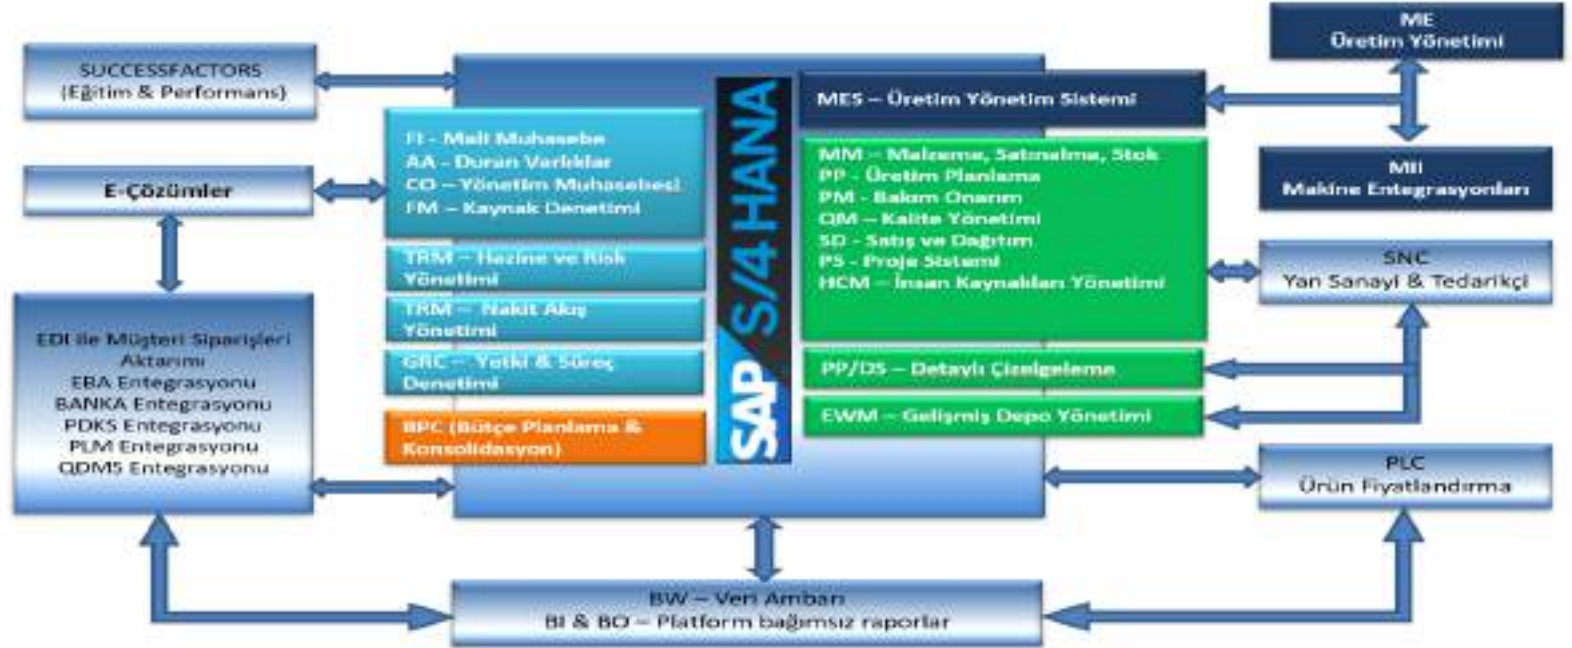 SUCCESSFACTORS
(Eğitim & Performans)
E-Çözümler
EDI ile Müşteri Siparişleri
Aktarımı
EBA Entegrasyonu
BANKA Entegrasyonu
PDKS Entegrasyonu
PLM Entegrasyonu
QDMS Entegrasyonu
FI - Mali Muhasebe
AA - Duran Varlıklar
CO – Yönetim Muhasebesi
FM – Kaynak Denetimi
TRM – Hazine ve Risk
Yönetimi
TRM – Nakit Akış
Yönetimi
GRC – Yetki & Süreç
Denetimi
BPC (Bütçe Planlama &
Konsolidasyon)
SAP S/4HANA
MES – Üretim Yönetim Sistemi
MM – Malzeme, Satınalma, Stok
PP - Üretim Planlama
PM - Bakım Onarım
QM – Kalite Yönetimi
SD - Satış ve Dağıtım
PS - Proje Sistemi
HCM – İnsan Kaynakları Yönetimi
PP/DS – Detaylı Çizelgeleme
EWM – Gelişmiş Depo Yönetimi
ME
Üretim Yönetimi
MII
Makine Entegrasyonları
SNC
Yan Sanayi & Tedarikçi
PLC
Ürün Fiyatlandırma
BW – Veri Ambarı
BI & BO – Platform bağımsız raporlar